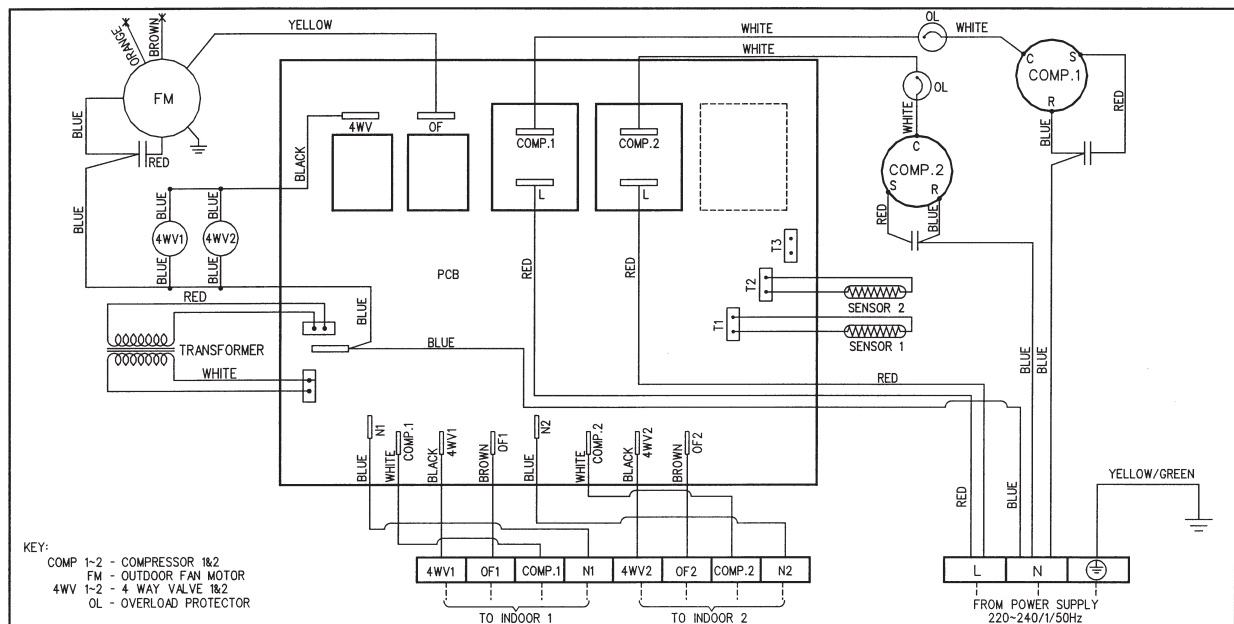 ORANGE
BROWN
YELLOW
WHITE
OL
WHITE
WHITE
FM
BLUE
RED
BLUE
4WV
OF
COMP.1
L
COMP.2
L
OL
WHITE
C
S
COMP.1
R
BLUE
RED
C
COMP.2
S
R
RED
BLUE
BLACK
BLUE
BLUE
4WV1
4WV2
BLUE
BLUE
RED
RED
PCB
T3
T2
T1
SENSOR 2
SENSOR 1
RED
TRANSFORMER
WHITE
BLUE
BLUE
RED
BLUE
BLUE
N1
COMP.1
4WV1
OF1
N2
COMP.2
4WV2
OF2
BLUE
WHITE
BLACK
BROWN
BLUE
WHITE
BLACK
BROWN
RED
BLUE
YELLOW/GREEN
KEY:
COMP 1~2 - COMPRESSOR 1&2
FM - OUTDOOR FAN MOTOR
4WV 1~2 - 4 WAY VALVE 1&2
OL - OVERLOAD PROTECTOR
4WV1 OF1 COMP.1 N1 4WV2 OF2 COMP.2 N2
TO INDOOR 1
TO INDOOR 2
L N
FROM POWER SUPPLY
220~240/1/50Hz